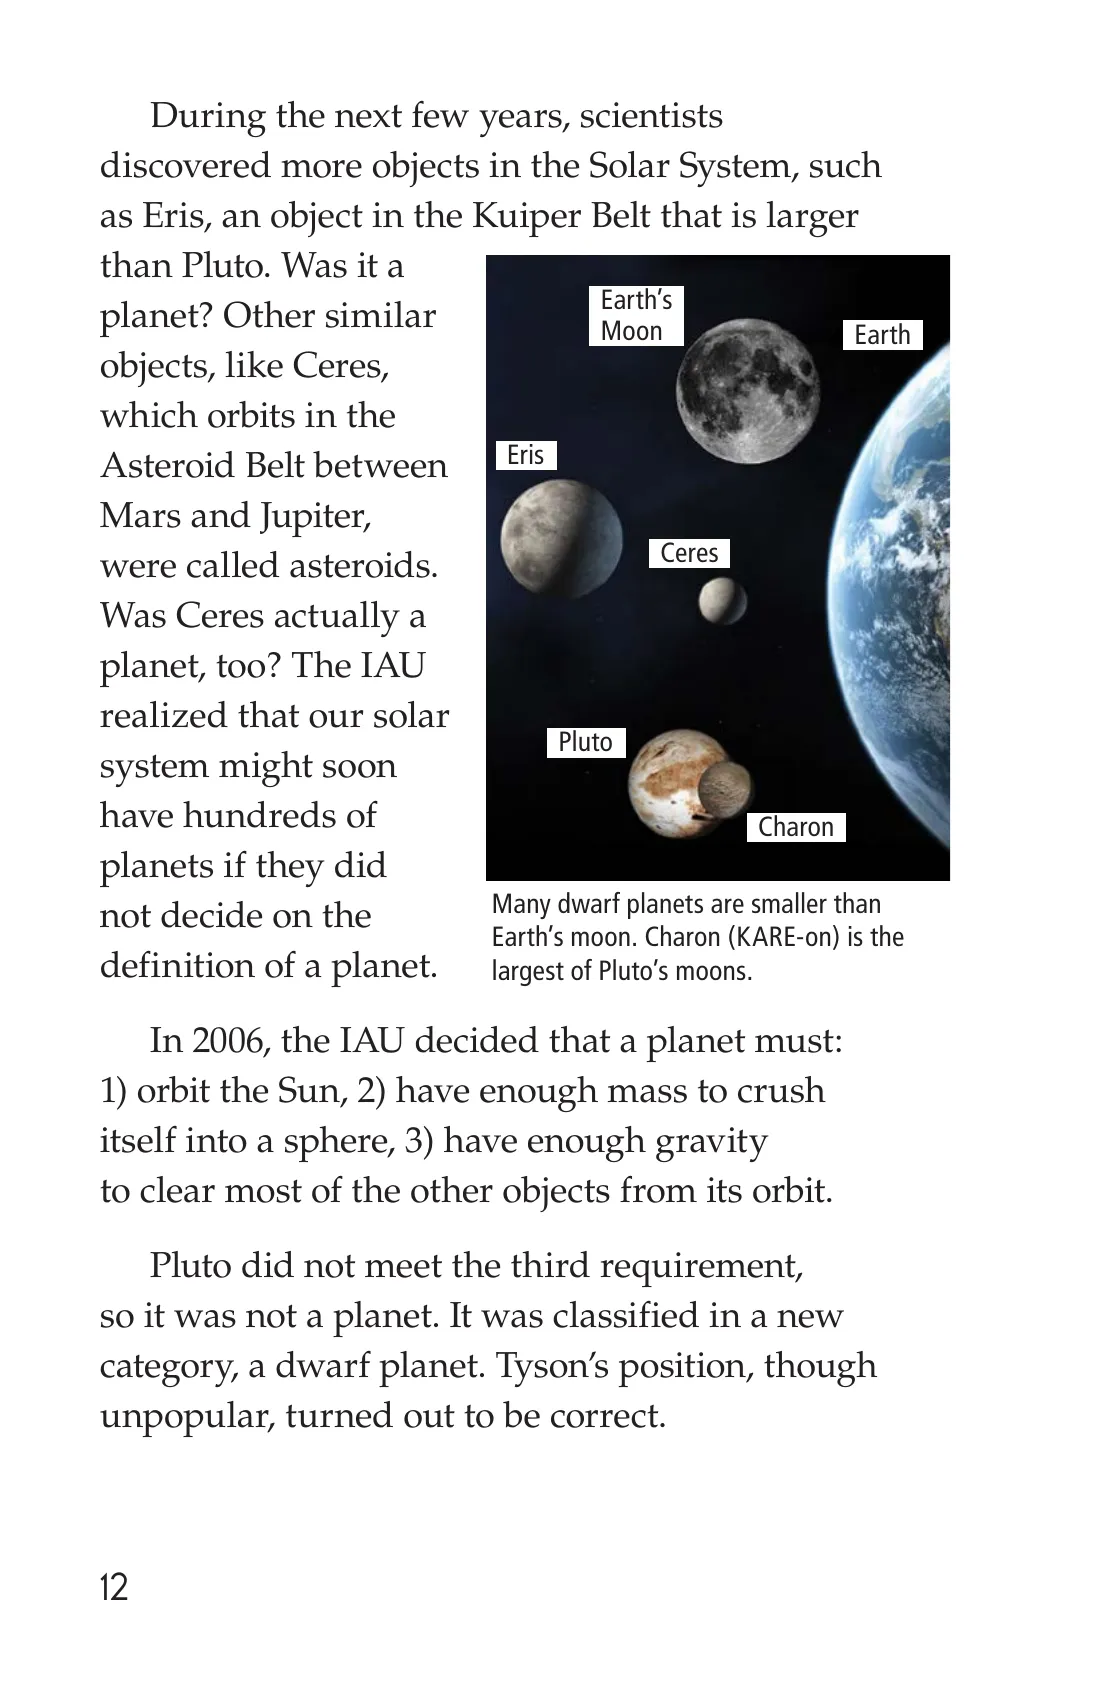 During the next few years, scientists
discovered more objects in the Solar System, such
as Eris, an object in the Kuiper Belt that is larger
than Pluto. Was it a
planet? Other similar
objects, like Ceres,
which orbits in the
Asteroid Belt between
Mars and Jupiter,
were called asteroids.
Was Ceres actually a
planet, too? The IAU
realized that our solar
system might soon
have hundreds of
planets if they did
not decide on the
definition of a planet.
Earth's
Moon
Earth
Eris
Ceres
Pluto
Charon
Many dwarf planets are smaller than
Earth's moon. Charon (KARE-on) is the
largest of Pluto's moons.
In 2006, the IAU decided that a planet must:
1) orbit the Sun, 2) have enough mass to crush
itself into a sphere, 3) have enough gravity
to clear most of the other objects from its orbit.
Pluto did not meet the third requirement,
so it was not a planet. It was classified in a new
category, a dwarf planet. Tyson's position, though
unpopular, turned out to be correct.
12